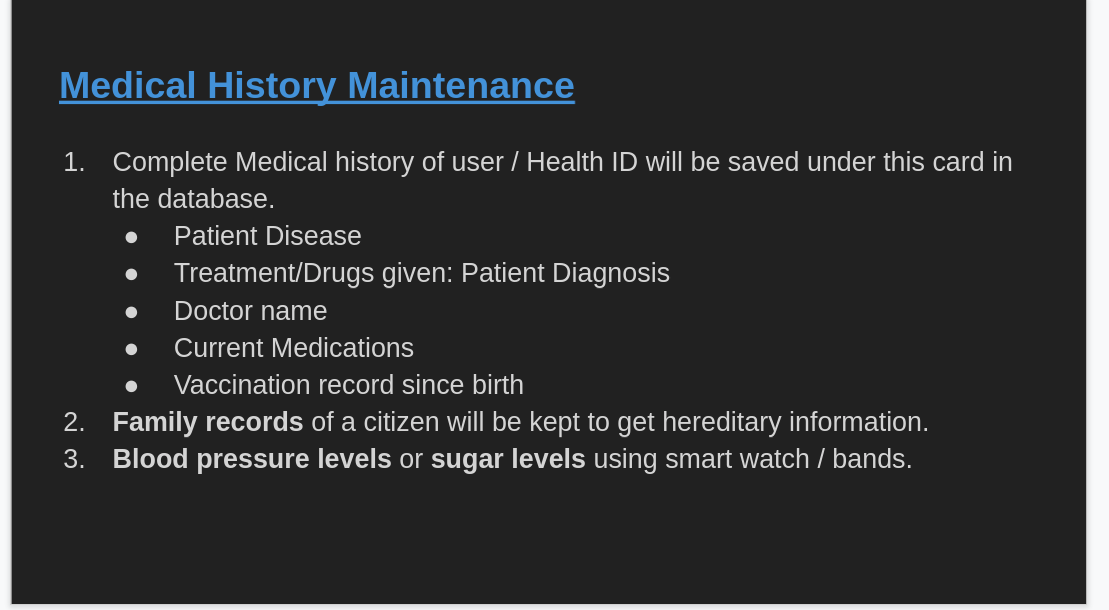 Medical History Maintenance
1. Complete Medical history of user / Health ID will be saved under this card in
the database.
● Patient Disease
● Treatment/Drugs given: Patient Diagnosis
● Doctor name
● Current Medications
● Vaccination record since birth
2. Family records of a citizen will be kept to get hereditary information.
3. Blood pressure levels or sugar levels using smart watch / bands.